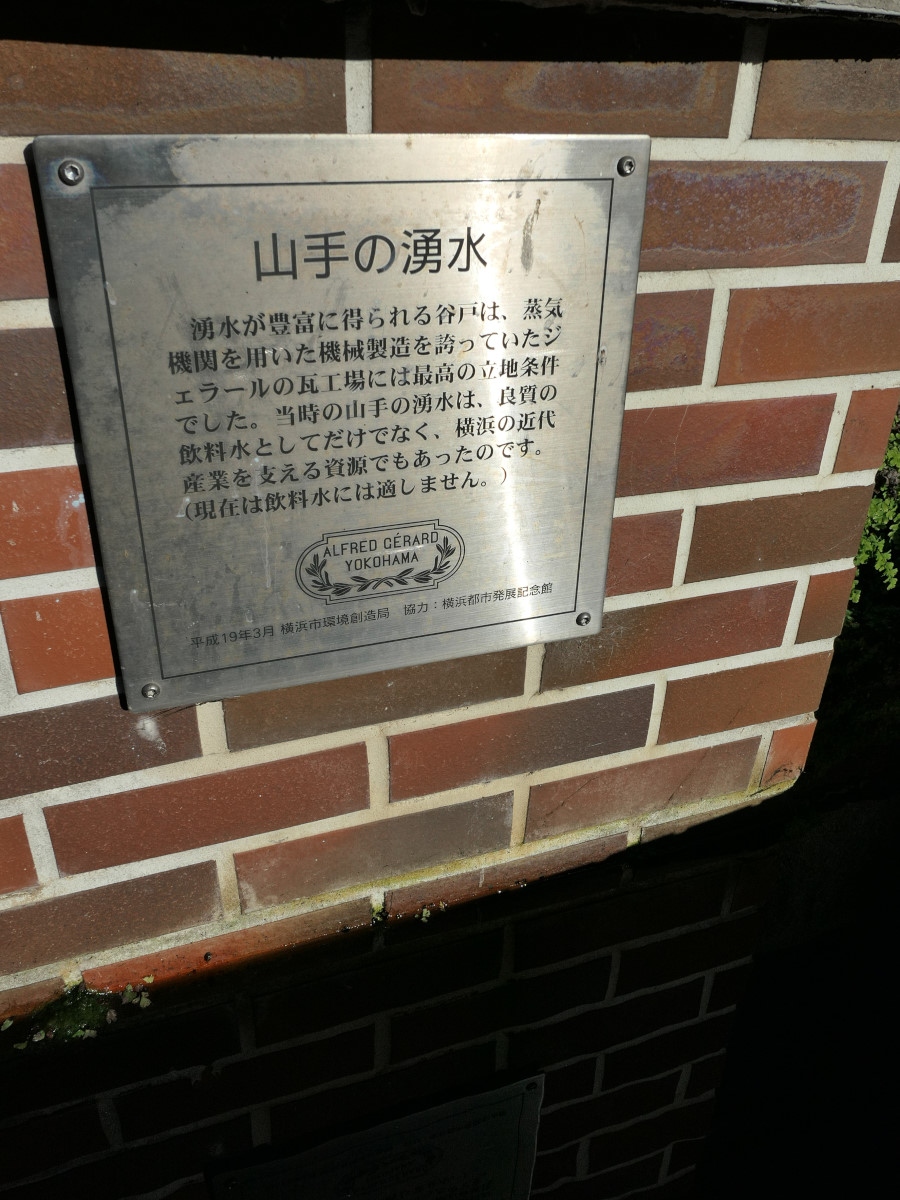 山手の湧水
湧水が豊富に得られる谷戸は、蒸気
機関を用いた機械製造を誇っていたジ
ェラールの瓦工場には最高の立地条件
でした。当時の山手の湧水は、良質の
飲料水としてだけでなく、横浜の近代
産業を支える資源でもあったのです。
（現在は飲料水には適しません。）
ALFRED GÉRARD
YOKOHAMA
平成19年3月 横浜市環境創造局　協力：横浜都市発展記念館